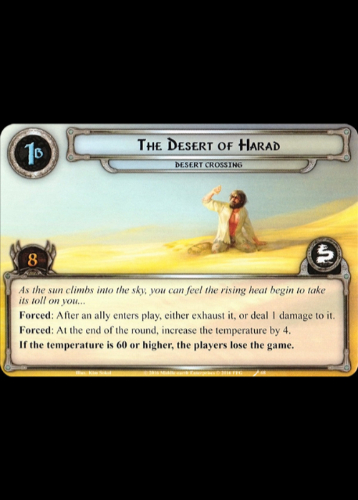 1B
THE DESERT OF HARAD
DESERT CROSSING
8
As the sun climbs into the sky, you can feel the rising heat begin to take
its toll on you...
Forced: After an ally enters play, either exhaust it, or deal 1 damage to it.
Forced: At the end of the round, increase the temperature by 4.
If the temperature is 60 or higher, the players lose the game.